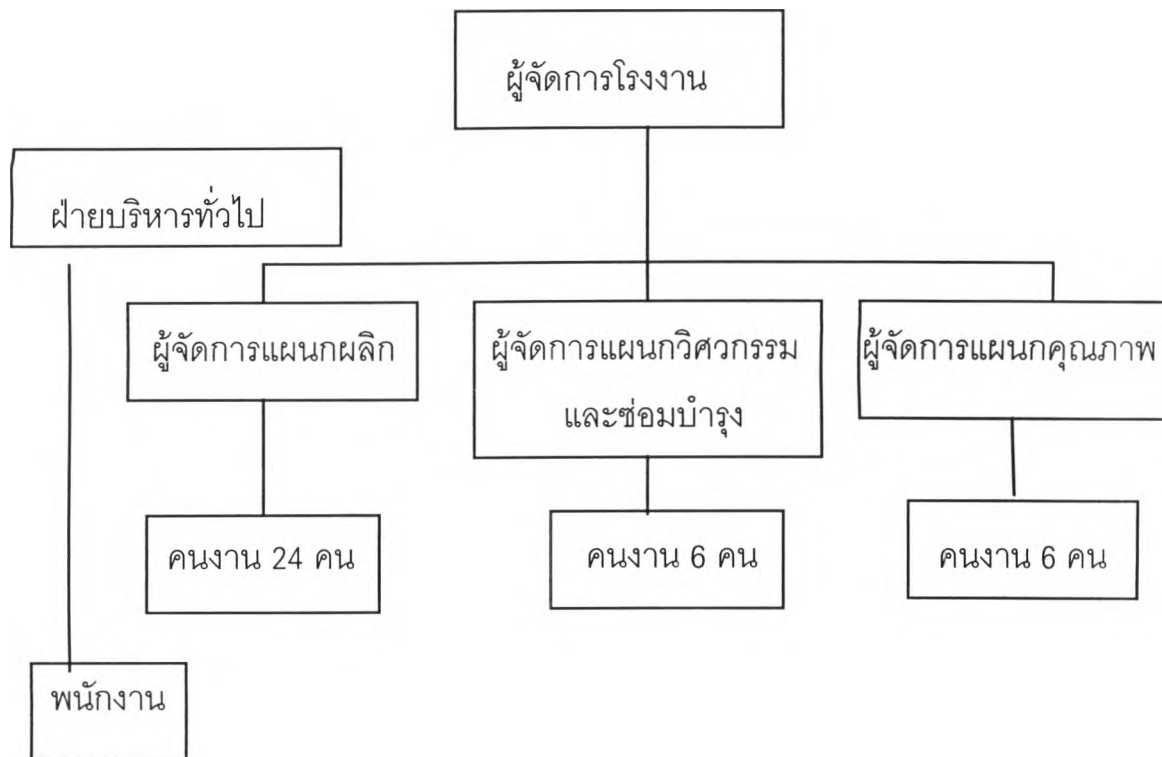 ผู้จัดการโรงงาน
ฝ่ายบริหารทั่วไป
ผู้จัดการแผนกผลิก
ผู้จัดการแผนกวิศวกรรม
และซ่อมบำรุง
ผู้จัดการแผนกคุณภาพ
คนงาน 24 คน
คนงาน 6 คน
คนงาน 6 คน
พนักงาน